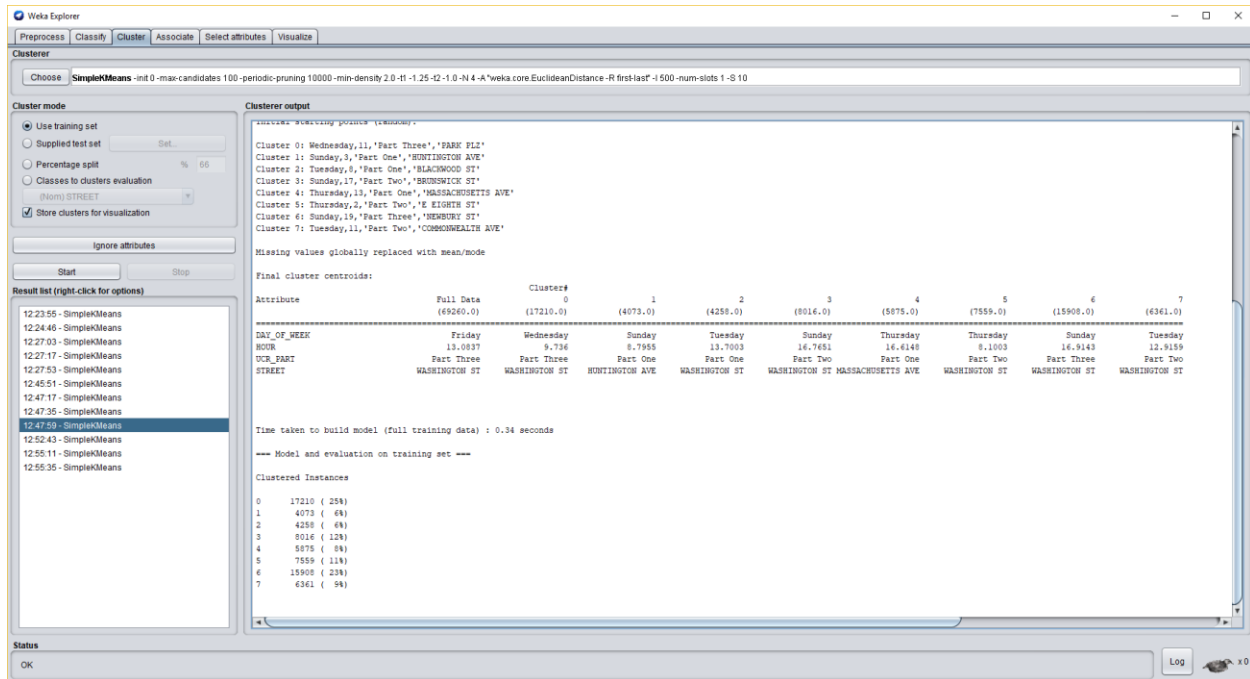 Weka Explorer
Preprocess Classify Cluster Associate Select attributes Visualize
Clusterer
Choose SimpleKMeans -init 0 -max-candidates 100 -periodic-pruning 10000 -min-density 2.0 -t1 -1.25 -t2 -1.0 -N 4 -A "weka.core.EuclideanDistance -R first-last" -I 500 -num-slots 1 -S 10
Cluster mode
Use training set
Supplied test set Set...
Percentage split % 66
Classes to clusters evaluation
(Nom) STREET
Store clusters for visualization
Ignore attributes
Start Stop
Result list (right-click for options)
12:23:55 - SimpleKMeans
12:24:46 - SimpleKMeans
12:27:03 - SimpleKMeans
12:27:17 - SimpleKMeans
12:27:53 - SimpleKMeans
12:45:51 - SimpleKMeans
12:47:17 - SimpleKMeans
12:47:35 - SimpleKMeans
12:47:59 - SimpleKMeans
12:52:43 - SimpleKMeans
12:55:11 - SimpleKMeans
12:55:35 - SimpleKMeans
Clusterer output
Initial starting points (random):
Cluster 0: Wednesday,11,'Part Three','PARK PLZ'
Cluster 1: Sunday,3,'Part One','HUNTINGTON AVE'
Cluster 2: Tuesday,8,'Part One','BLACKWOOD ST'
Cluster 3: Sunday,17,'Part Two','BRUNSWICK ST'
Cluster 4: Thursday,13,'Part One','MASSACHUSETTS AVE'
Cluster 5: Thursday,2,'Part Two','E EIGHTH ST'
Cluster 6: Sunday,19,'Part Three','NEWBURY ST'
Cluster 7: Tuesday,11,'Part Two','COMMONWEALTH AVE'
Missing values globally replaced with mean/mode
Final cluster centroids:
Cluster#
Attribute Full Data 0 1 2 3 4 5 6 7
(69260.0) (17210.0) (4073.0) (4258.0) (8016.0) (5875.0) (7559.0) (15908.0) (6361.0)
DAY_OF_WEEK Friday Wednesday Sunday Tuesday Sunday Thursday Thursday Sunday Tuesday
HOUR 13.0837 9.736 8.7955 13.7003 16.7651 16.6148 8.1003 16.9143 12.9159
UCR_PART Part Three Part Three Part One Part One Part Two Part One Part Two Part Three Part Two
STREET WASHINGTON ST WASHINGTON ST HUNTINGTON AVE WASHINGTON ST WASHINGTON ST MASSACHUSETTS AVE WASHINGTON ST WASHINGTON ST WASHINGTON ST
Time taken to build model (full training data) : 0.34 seconds
=== Model and evaluation on training set ===
Clustered Instances
0 17210 ( 25%)
1 4073 ( 6%)
2 4258 ( 6%)
3 8016 ( 12%)
4 5875 ( 8%)
5 7559 ( 11%)
6 15908 ( 23%)
7 6361 ( 9%)
Status
OK
Log
x 0